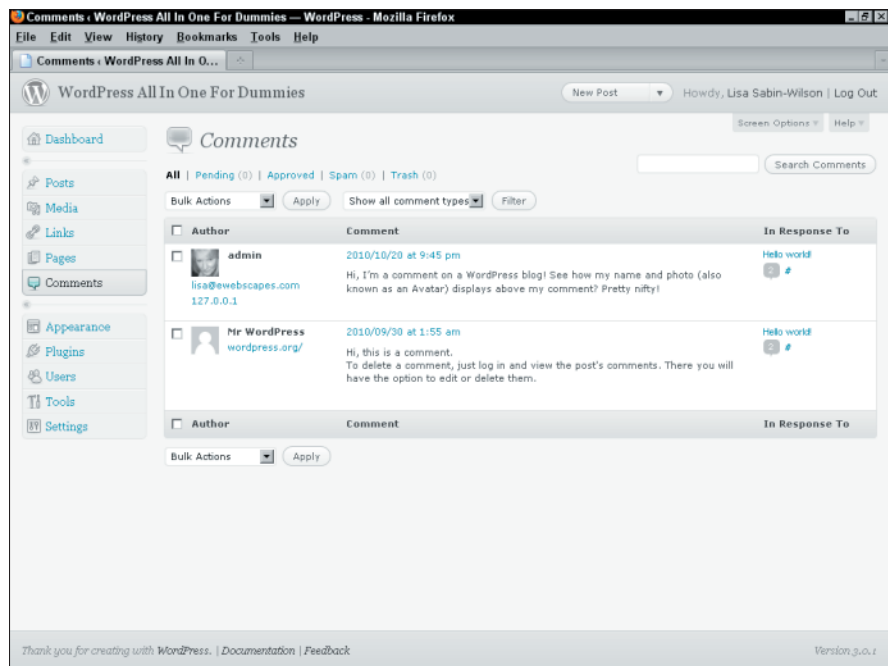 Comments ‹ WordPress All In One For Dummies — WordPress - Mozilla Firefox
File Edit View History Bookmarks Tools Help
Comments ‹ WordPress All In O...
WordPress All In One For Dummies
New Post
Howdy, Lisa Sabin-Wilson | Log Out
Screen Options
Help
Dashboard
Posts
Media
Links
Pages
Comments
Appearance
Plugins
Users
Tools
Settings
Comments
Search Comments
All | Pending (0) | Approved | Spam (0) | Trash (0)
Bulk Actions Apply Show all comment types Filter
Author Comment In Response To
admin
lisa@ewebscapes.com
127.0.0.1
2010/10/20 at 9:45 pm
Hi, I'm a comment on a WordPress blog! See how my name and photo (also
known as an Avatar) displays above my comment? Pretty nifty!
Hello world!
2 #
Mr WordPress
wordpress.org/
2010/09/30 at 1:55 am
Hi, this is a comment.
To delete a comment, just log in and view the post's comments. There you will
have the option to edit or delete them.
Hello world!
2 #
Author Comment In Response To
Bulk Actions Apply
Thank you for creating with WordPress. | Documentation | Feedback
Version 3.0.1